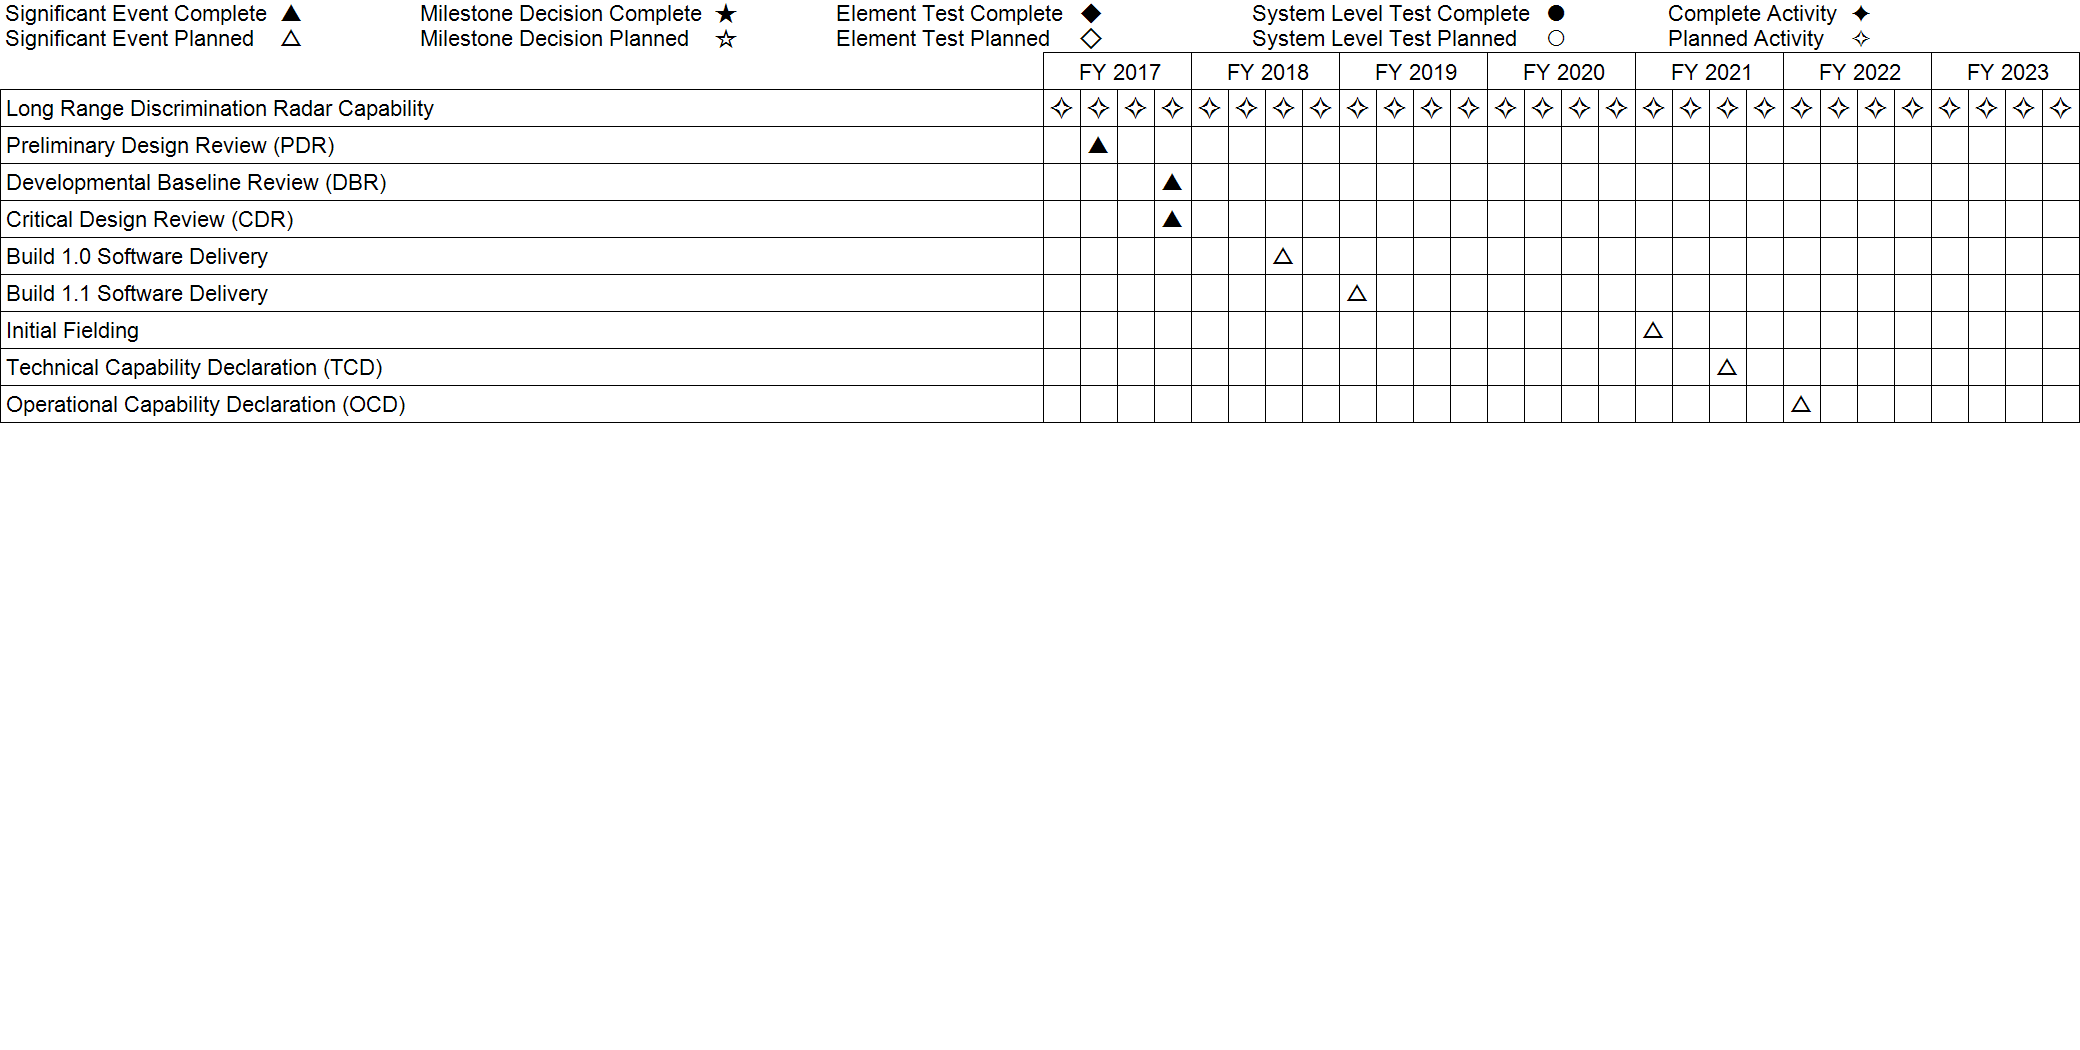 Significant Event Complete ▲ Milestone Decision Complete ★ Element Test Complete ◆ System Level Test Complete ● Complete Activity ✦
Significant Event Planned △ Milestone Decision Planned ☆ Element Test Planned ◇ System Level Test Planned ○ Planned Activity ✧
FY 2017 FY 2018 FY 2019 FY 2020 FY 2021 FY 2022 FY 2023
Long Range Discrimination Radar Capability ✧ ✧ ✧ ✧ ✧ ✧ ✧ ✧ ✧ ✧ ✧ ✧ ✧ ✧ ✧ ✧ ✧ ✧ ✧ ✧ ✧ ✧ ✧ ✧ ✧ ✧ ✧ ✧
Preliminary Design Review (PDR) ▲
Developmental Baseline Review (DBR) ▲
Critical Design Review (CDR) ▲
Build 1.0 Software Delivery △
Build 1.1 Software Delivery △
Initial Fielding △
Technical Capability Declaration (TCD) △
Operational Capability Declaration (OCD) △